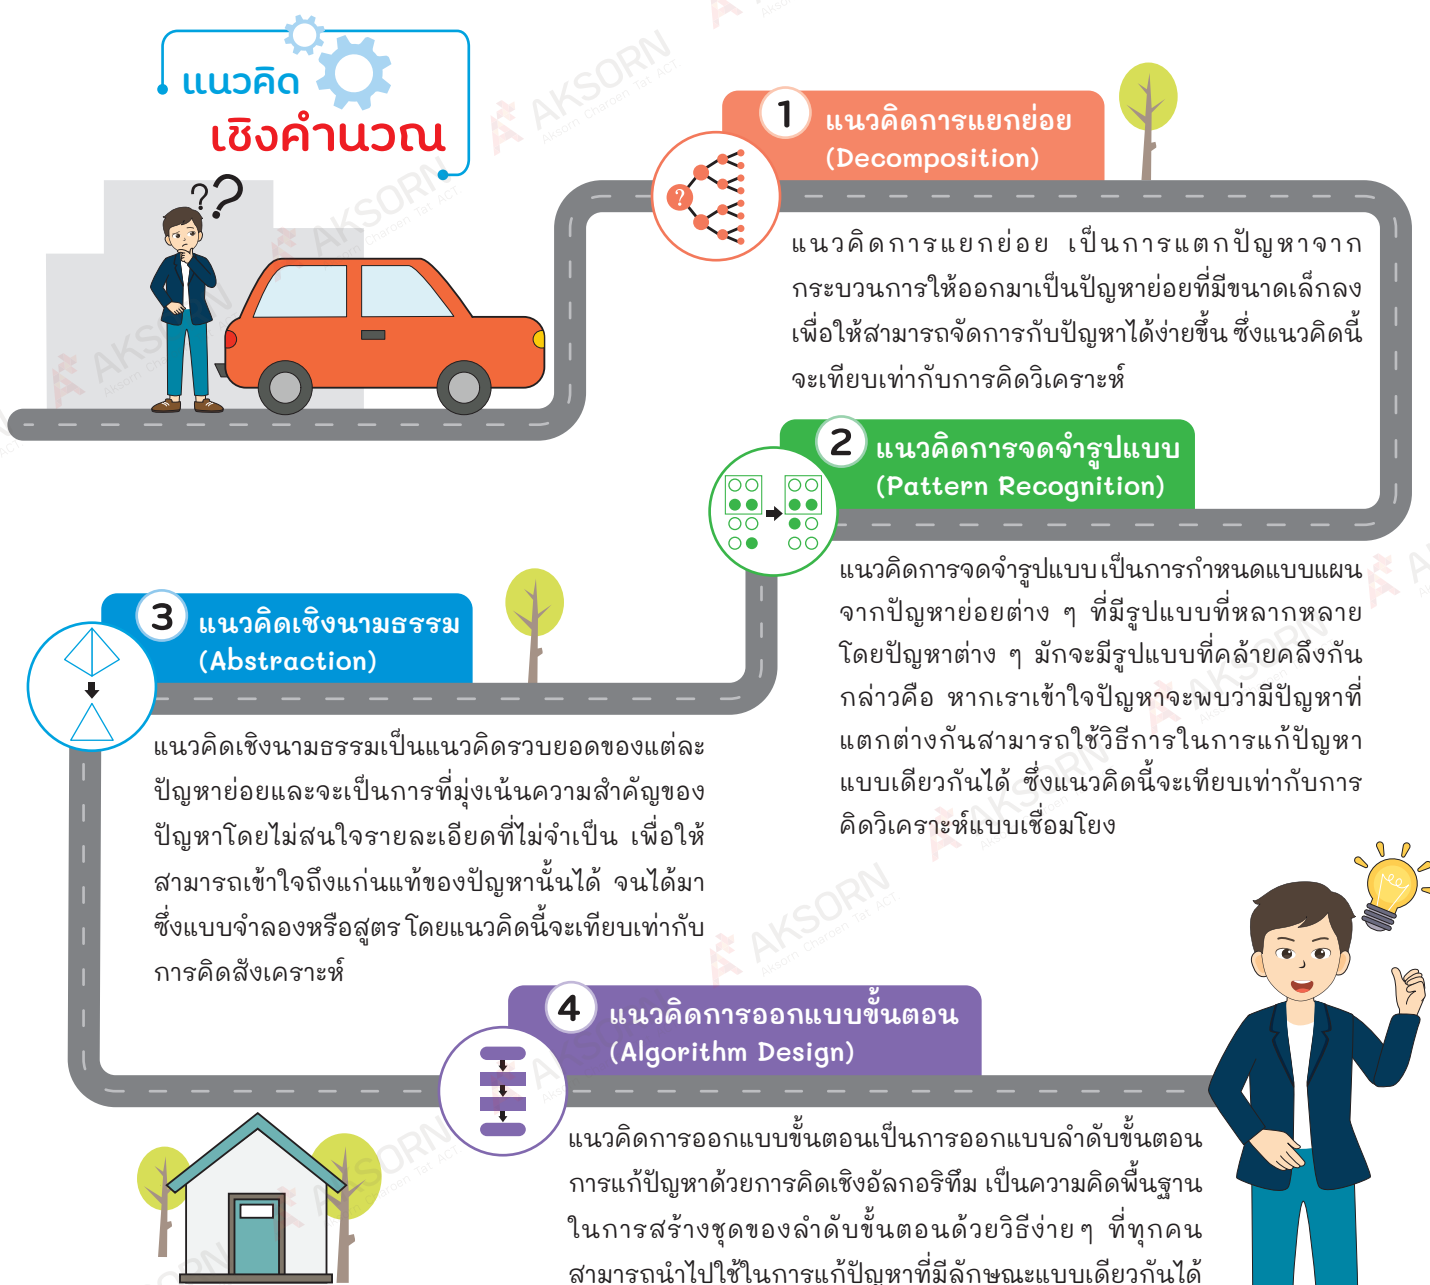 แนวคิด
เชิงคำนวณ
??
1
แนวคิดการแยกย่อย
(Decomposition)
?
แนวคิดการแยกย่อย เป็นการแตกปัญหาจาก
กระบวนการให้ออกมาเป็นปัญหาย่อยที่มีขนาดเล็กลง
เพื่อให้สามารถจัดการกับปัญหาได้ง่ายขึ้น ซึ่งแนวคิดนี้
จะเทียบเท่ากับการคิดวิเคราะห์
2
แนวคิดการจดจำรูปแบบ
(Pattern Recognition)
แนวคิดการจดจำรูปแบบ เป็นการกำหนดแบบแผน
จากปัญหาย่อยต่าง ๆ ที่มีรูปแบบที่หลากหลาย
โดยปัญหาต่าง ๆ มักจะมีรูปแบบที่คล้ายคลึงกัน
กล่าวคือ หากเราเข้าใจปัญหาจะพบว่ามีปัญหาที่
แตกต่างกันสามารถใช้วิธีการในการแก้ปัญหา
แบบเดียวกันได้ ซึ่งแนวคิดนี้จะเทียบเท่ากับการ
คิดวิเคราะห์แบบเชื่อมโยง
3
แนวคิดเชิงนามธรรม
(Abstraction)
แนวคิดเชิงนามธรรมเป็นแนวคิดรวบยอดของแต่ละ
ปัญหาย่อยและจะเป็นการที่มุ่งเน้นความสำคัญของ
ปัญหาโดยไม่สนใจรายละเอียดที่ไม่จำเป็น เพื่อให้
สามารถเข้าใจถึงแก่นแท้ของปัญหานั้นได้ จนได้มา
ซึ่งแบบจำลองหรือสูตร โดยแนวคิดนี้จะเทียบเท่ากับ
การคิดสังเคราะห์
4
แนวคิดการออกแบบขั้นตอน
(Algorithm Design)
แนวคิดการออกแบบขั้นตอนเป็นการออกแบบลำดับขั้นตอน
การแก้ปัญหาด้วยการคิดเชิงอัลกอริทึม เป็นความคิดพื้นฐาน
ในการสร้างชุดของลำดับขั้นตอนด้วยวิธีง่าย ๆ ที่ทุกคน
สามารถนำไปใช้ในการแก้ปัญหาที่มีลักษณะแบบเดียวกันได้
AKSORN
Aksorn Charoen Tat ACT